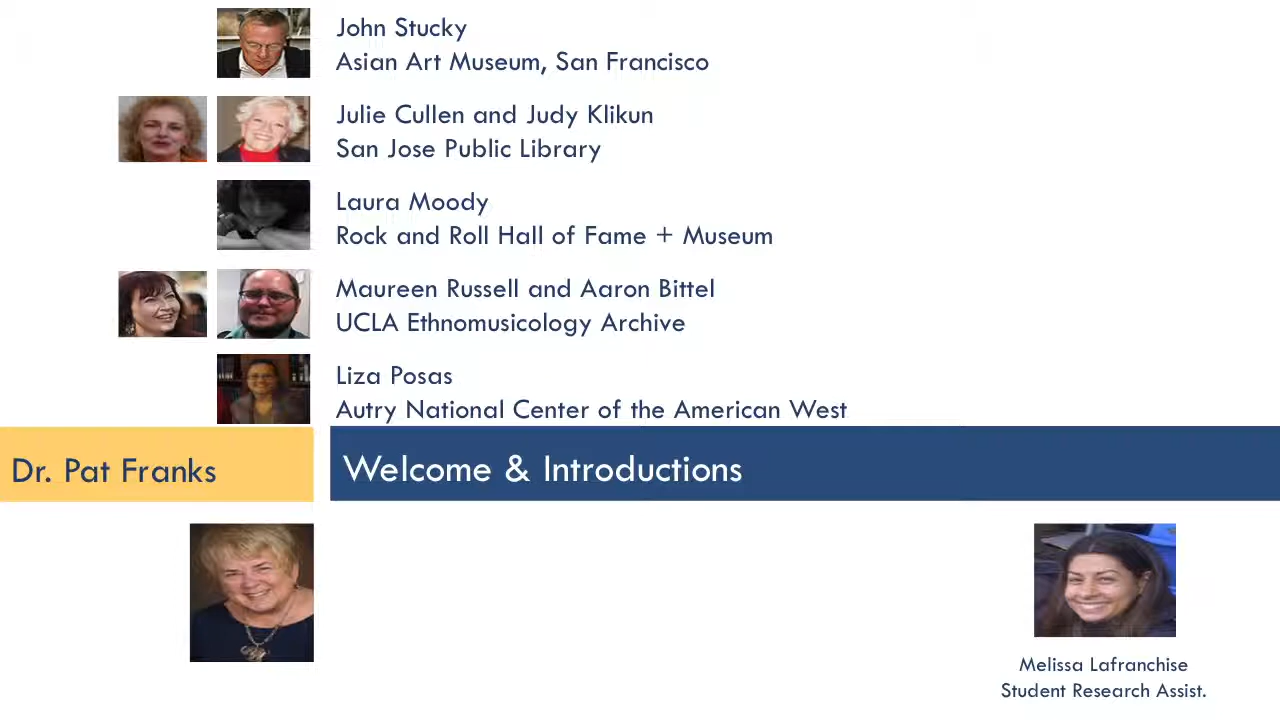 John Stucky
Asian Art Museum, San Francisco
Julie Cullen and Judy Klikun
San Jose Public Library
Laura Moody
Rock and Roll Hall of Fame + Museum
Maureen Russell and Aaron Bittel
UCLA Ethnomusicology Archive
Liza Posas
Autry National Center of the American West
Dr. Pat Franks
Welcome & Introductions
Melissa Lafranchise
Student Research Assist.